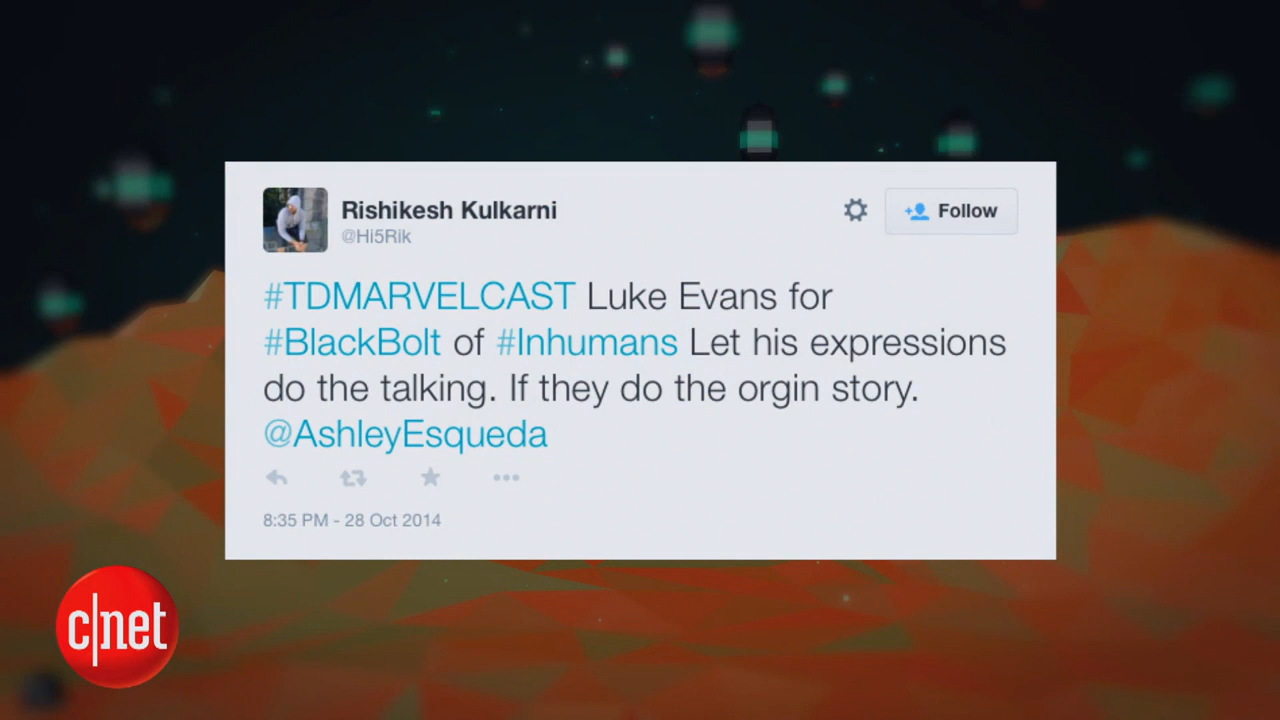 Rishikesh Kulkarni
@Hi5Rik
Follow
#TDMARVELCAST Luke Evans for
#BlackBolt of #Inhumans Let his expressions
do the talking. If they do the orgin story.
@AshleyEsqueda
8:35 PM - 28 Oct 2014
c|net